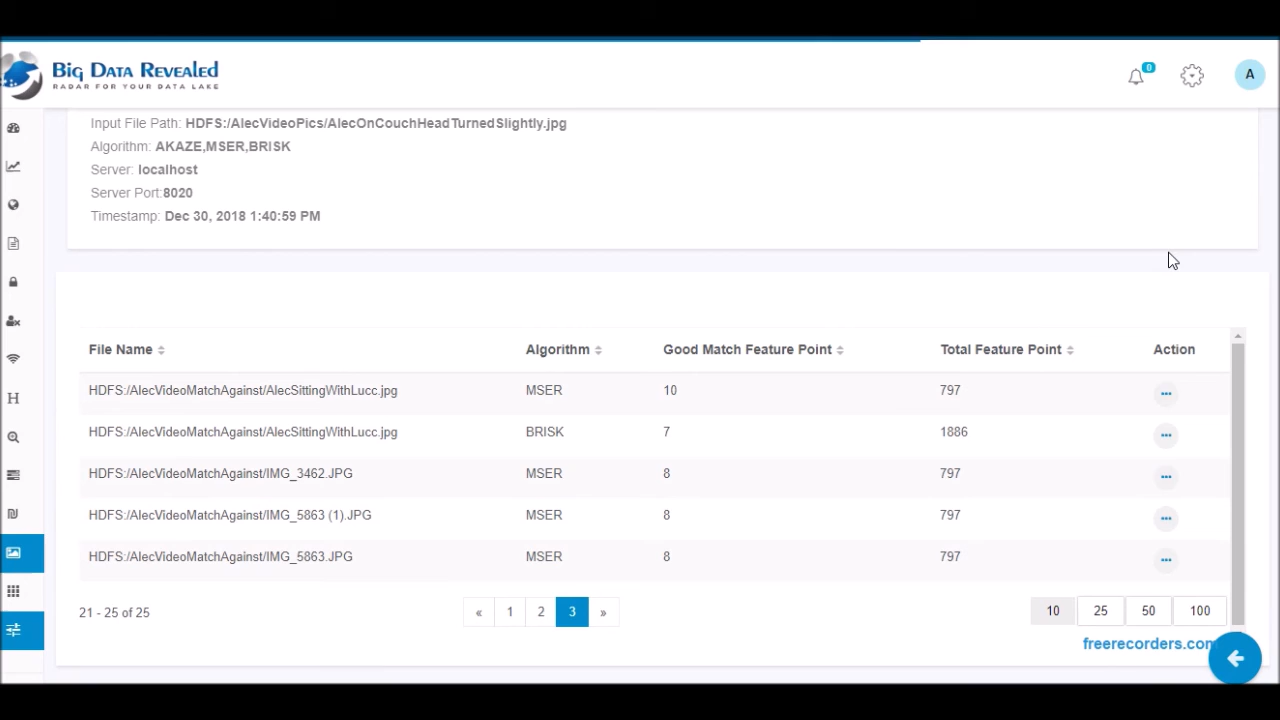 Big Data Revealed
RADAR FOR YOUR DATA LAKE
0
A
Input File Path: HDFS:/AlecVideoPics/AlecOnCouchHeadTurnedSlightly.jpg
Algorithm: AKAZE,MSER,BRISK
Server: localhost
Server Port:8020
Timestamp: Dec 30, 2018 1:40:59 PM
File Name Algorithm Good Match Feature Point Total Feature Point Action
HDFS:/AlecVideoMatchAgainst/AlecSittingWithLucc.jpg MSER 10 797
HDFS:/AlecVideoMatchAgainst/AlecSittingWithLucc.jpg BRISK 7 1886
HDFS:/AlecVideoMatchAgainst/IMG_3462.JPG MSER 8 797
HDFS:/AlecVideoMatchAgainst/IMG_5863 (1).JPG MSER 8 797
HDFS:/AlecVideoMatchAgainst/IMG_5863.JPG MSER 8 797
21 - 25 of 25 « 1 2 3 » 10 25 50 100
freerecorders.com